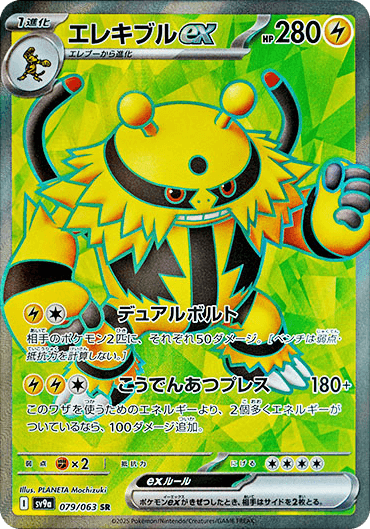 1進化 エレキブルex HP280
エレブーから進化
デュアルボルト
相手のポケモン2匹に、それぞれ50ダメージ。[ベンチは弱点・
抵抗力を計算しない。]
こうでんあつプレス 180+
このワザを使うためのエネルギーより、2個多くエネルギーが
ついているなら、100ダメージ追加。
弱点 ×2 抵抗力 にげる
Illus. PLANETA Mochizuki
exルール
ポケモンexがきぜつしたとき、相手はサイドを2枚とる。
I sv9a 079/063 SR
©2025 Pokémon/Nintendo/Creatures/GAME FREAK